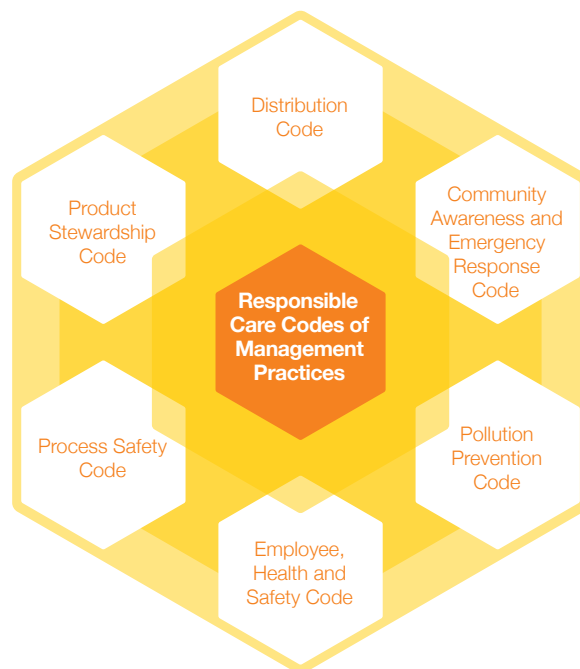 Distribution
Code
Product
Stewardship
Code
Community
Awareness and
Emergency
Response
Code
Responsible
Care Codes of
Management
Practices
Process Safety
Code
Pollution
Prevention
Code
Employee,
Health and
Safety Code